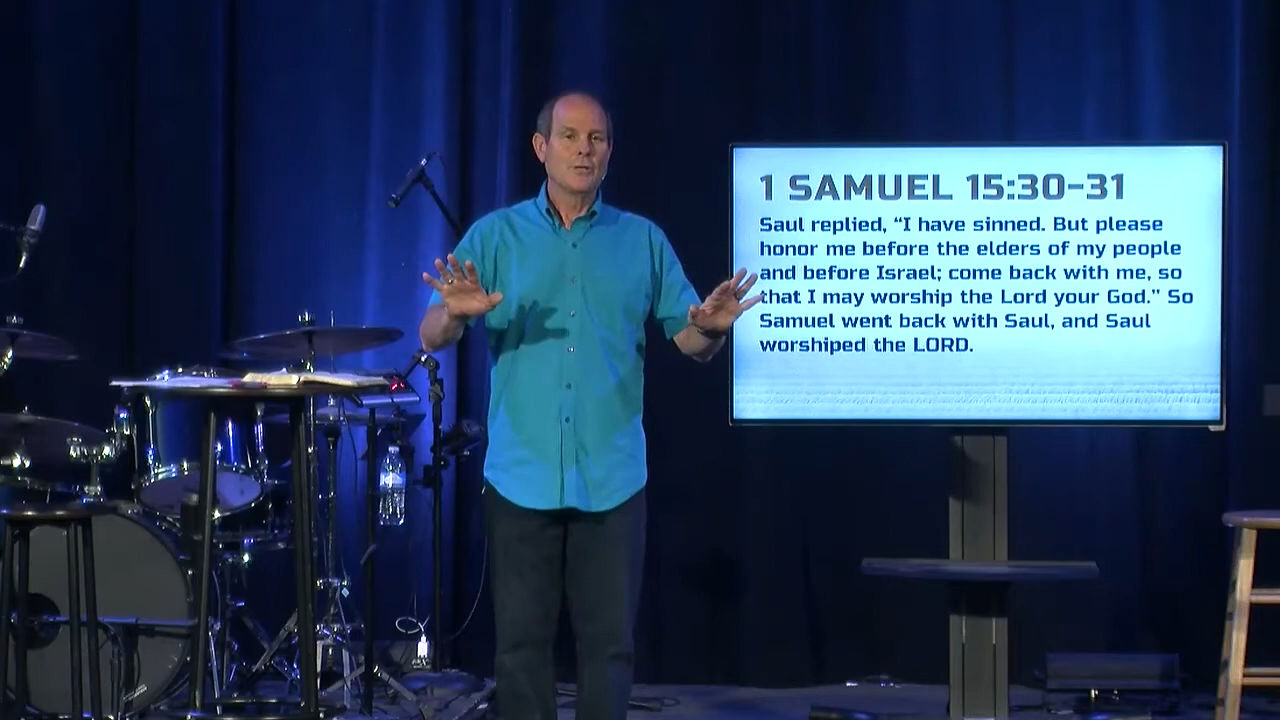 1 SAMUEL 15:30-31
Saul replied, “I have sinned. But please
honor me before the elders of my people
and before Israel; come back with me, so
that I may worship the Lord your God.” So
Samuel went back with Saul, and Saul
worshiped the LORD.